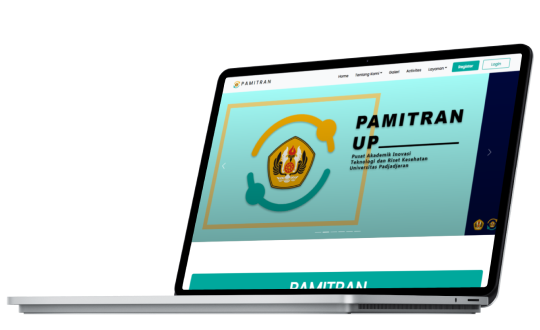 PAMITRAN
Home Tentang Kami Paket Activities Layanan Register Login
PAMITRAN
UP
Pusat Akademik Inovasi
Teknologi dan Riset Kesehatan
Universitas Padjadjaran
PAMITRAN